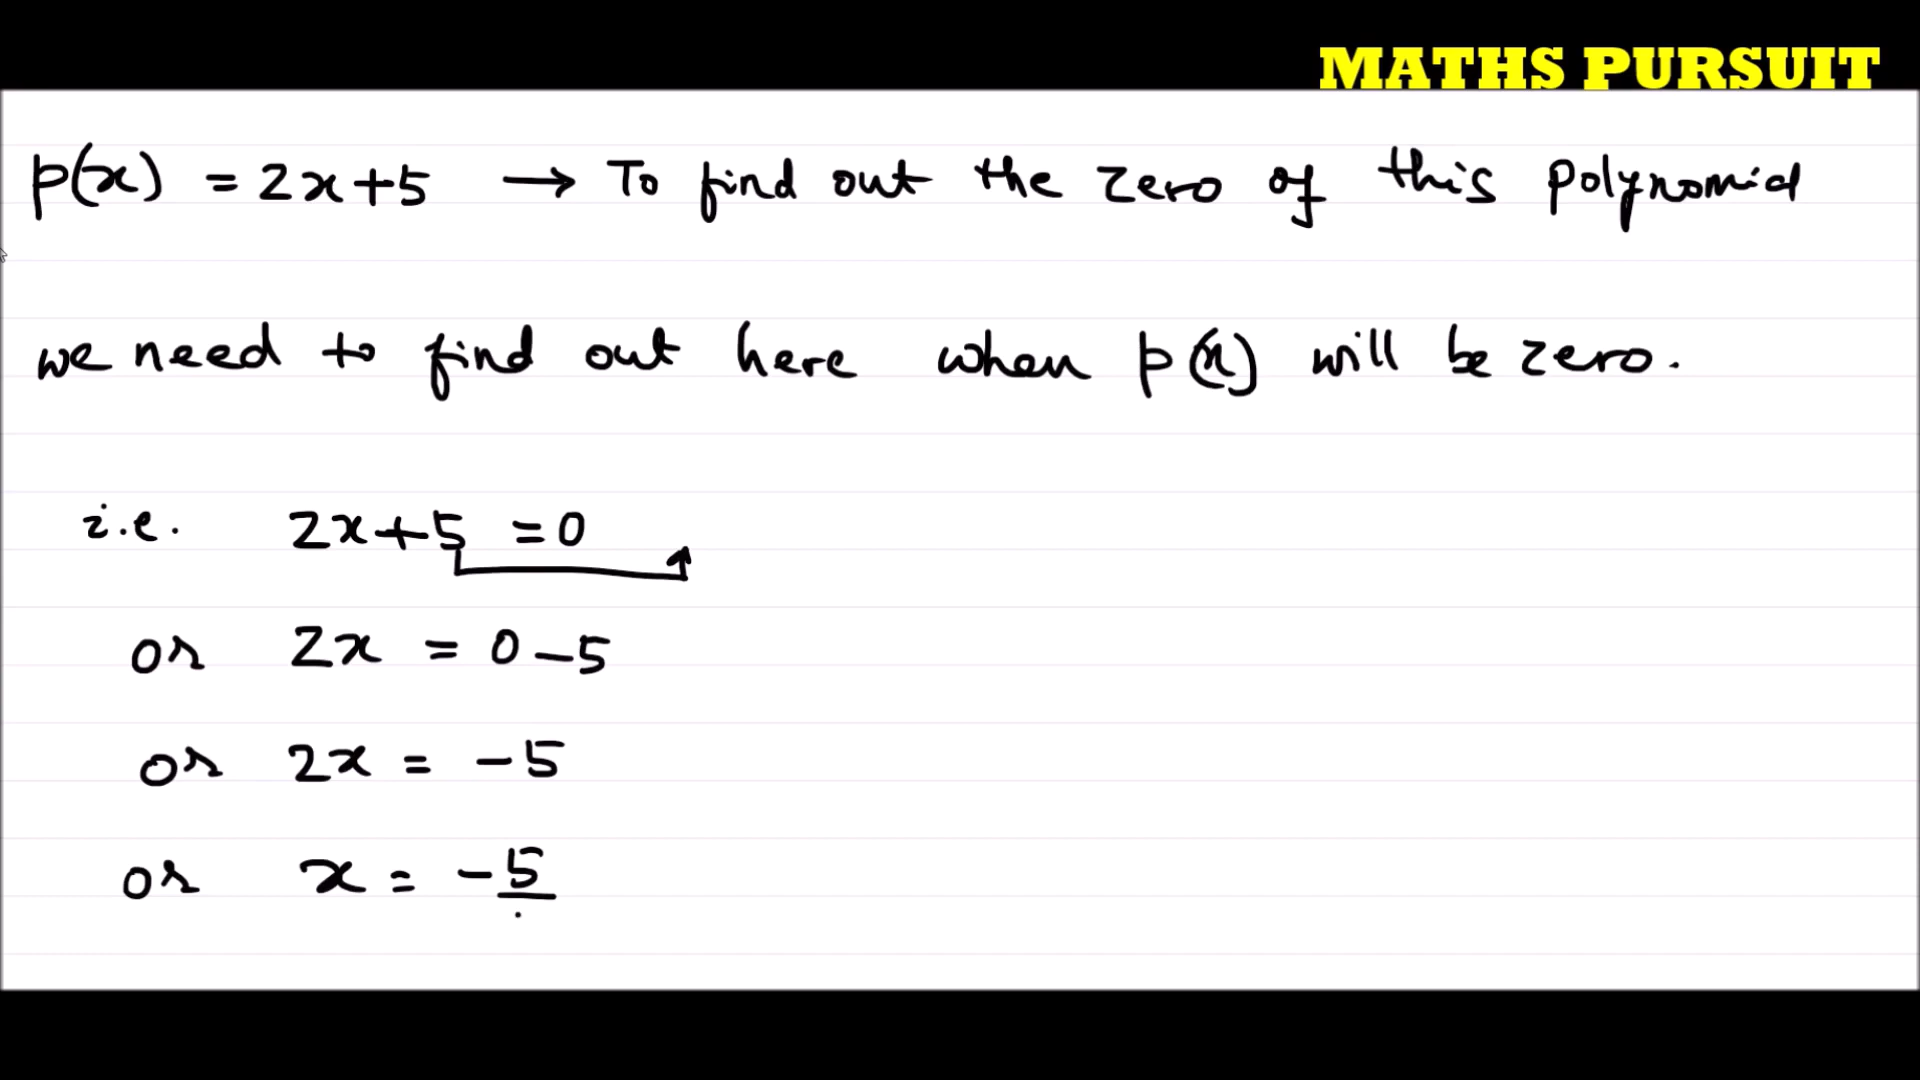 MATHS PURSUIT
p(x) = 2x+5 → To find out the zero of this polynomial
we need to find out here when p(x) will be zero.
i.e. 2x+5 = 0
or 2x = 0 - 5
or 2x = -5
or x = -5